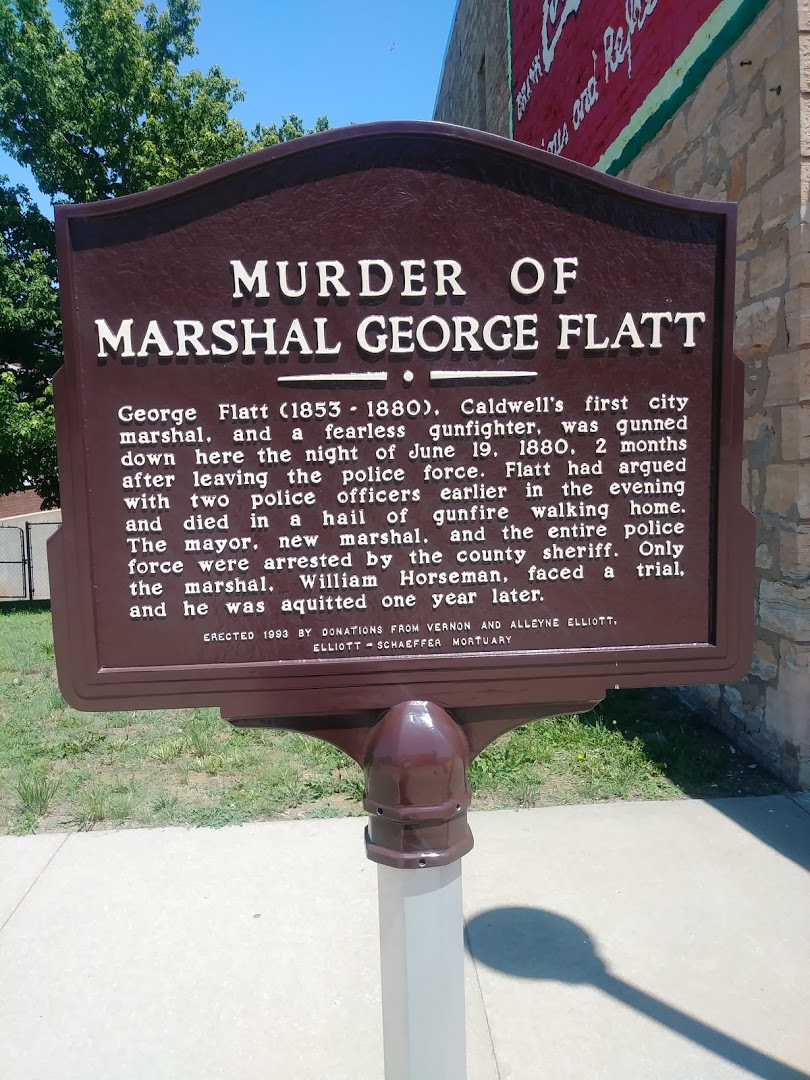 DRINK
and Refre
MURDER OF
MARSHAL GEORGE FLATT
George Flatt (1853 - 1880), Caldwell's first city
marshal, and a fearless gunfighter, was gunned
down here the night of June 19, 1880, 2 months
after leaving the police force. Flatt had argued
with two police officers earlier in the evening
and died in a hail of gunfire walking home.
The mayor, new marshal, and the entire police
force were arrested by the county sheriff. Only
the marshal, William Horseman, faced a trial,
and he was aquitted one year later.
ERECTED 1993 BY DONATIONS FROM VERNON AND ALLEYNE ELLIOTT,
ELLIOTT - SCHAEFFER MORTUARY